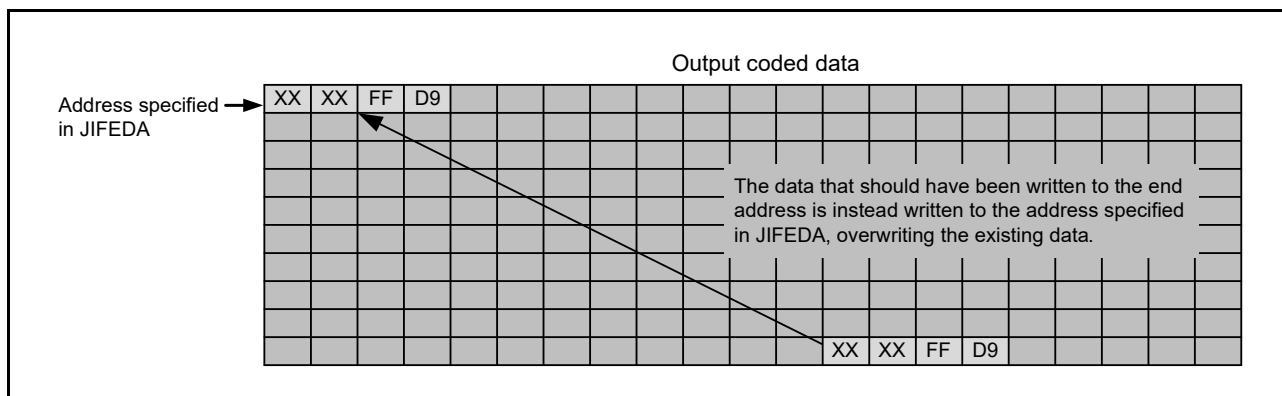 Output coded data
Address specified
in JIFEDA
XX XX FF D9
The data that should have been written to the end
address is instead written to the address specified
in JIFEDA, overwriting the existing data.
XX XX FF D9